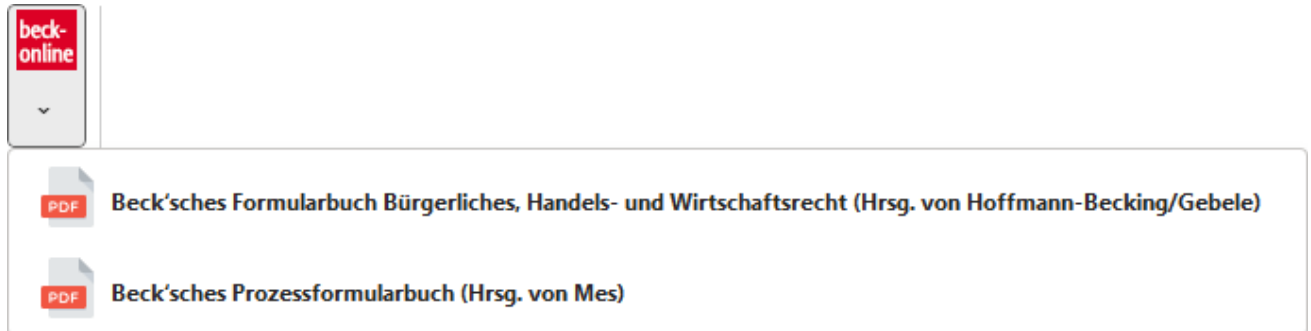 beck-
online
PDF
Beck‘sches Formularbuch Bürgerliches, Handels- und Wirtschaftsrecht (Hrsg. von Hoffmann-Becking/Gebele)
PDF
Beck‘sches Prozessformularbuch (Hrsg. von Mes)